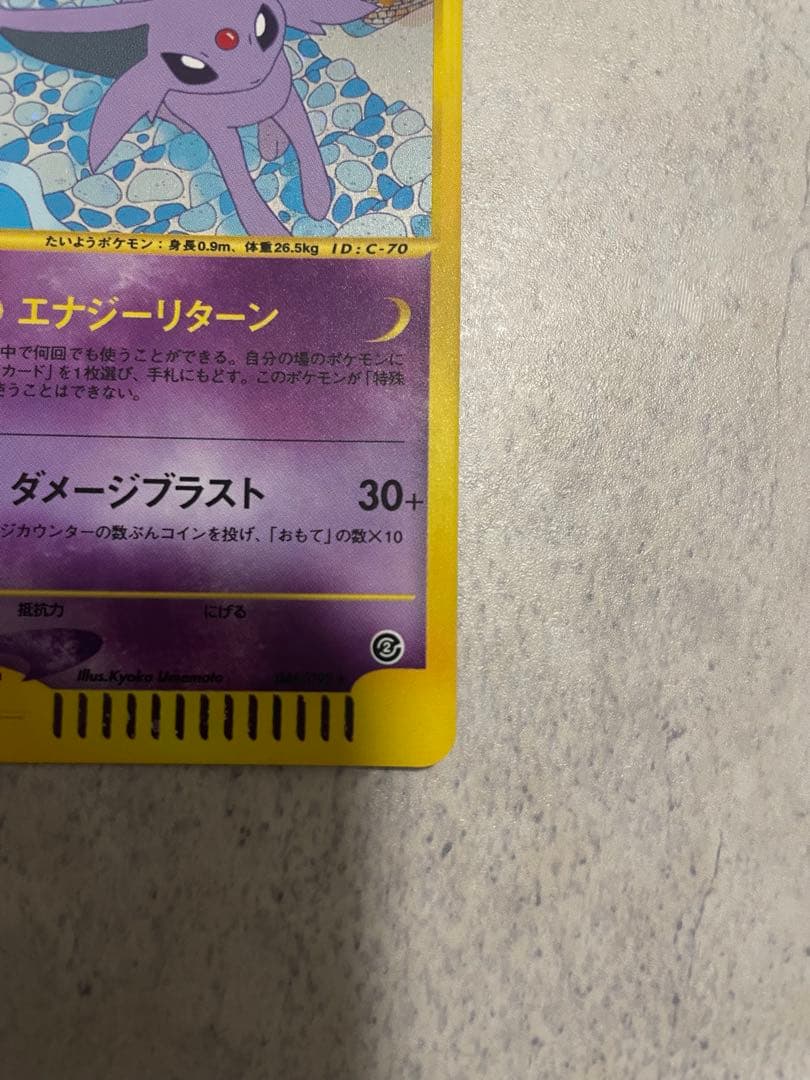 たいようポケモン：身長0.9m、体重26.5kg ID:C-70
エナジーリターン
中で何回でも使うことができる。自分の場のポケモンに
カード」を1枚選び、手札にもどす。このポケモンが「特殊
使うことはできない。
ダメージブラスト 30+
ジカウンターの数ぶんコインを投げ、「おもて」の数×10
抵抗力 にげる
2
Illus.Kyoko Umemoto